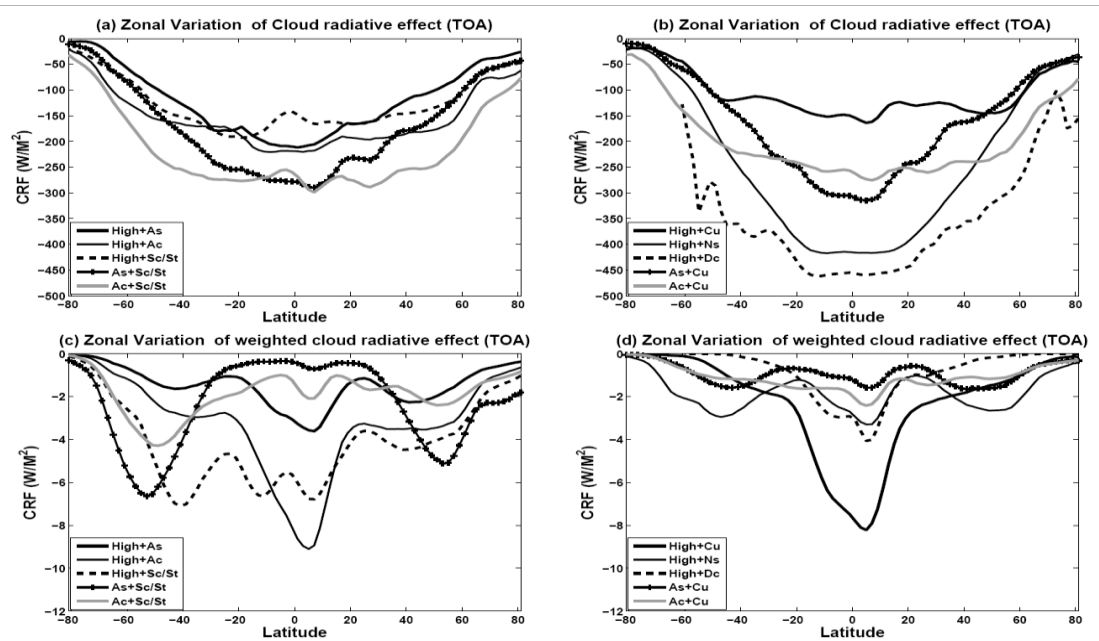 (a) Zonal Variation of Cloud radiative effect (TOA)
0
−50
−100
−150
−200
−250
−300
−350
−400
−450
−500
CRF (W/M²)
High+As
High+Ac
High+Sc/St
As+Sc/St
Ac+Sc/St
−80 −60 −40 −20 0 20 40 60 80
Latitude
(b) Zonal Variation of Cloud radiative effect (TOA)
0
−50
−100
−150
−200
−250
−300
−350
−400
−450
−500
CRF (W/M²)
High+Cu
High+Ns
High+Dc
As+Cu
Ac+Cu
−80 −60 −40 −20 0 20 40 60 80
Latitude
(c) Zonal Variation of weighted cloud radiative effect (TOA)
0
−2
−4
−6
−8
−10
−12
CRF (W/M²)
High+As
High+Ac
High+Sc/St
As+Sc/St
Ac+Sc/St
−80 −60 −40 −20 0 20 40 60 80
Latitude
(d) Zonal Variation of weighted cloud radiative effect (TOA)
0
−2
−4
−6
−8
−10
−12
CRF (W/M²)
High+Cu
High+Ns
High+Dc
As+Cu
Ac+Cu
−80 −60 −40 −20 0 20 40 60 80
Latitude